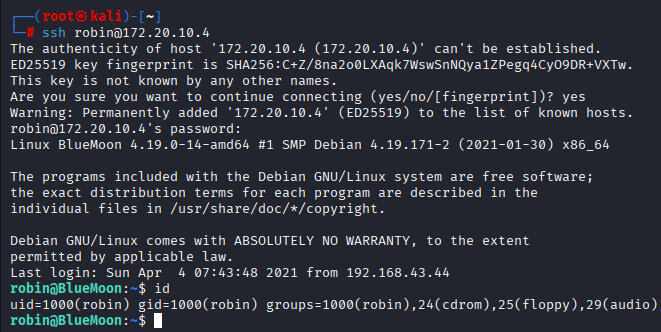 ┌──(root㉿kali)-[~]
└─# ssh robin@172.20.10.4
The authenticity of host '172.20.10.4 (172.20.10.4)' can't be established.
ED25519 key fingerprint is SHA256:C+Z/8na2o0LXAqk7WswSnNQya1ZPegq4CyO9DR+VXTw.
This key is not known by any other names.
Are you sure you want to continue connecting (yes/no/[fingerprint])? yes
Warning: Permanently added '172.20.10.4' (ED25519) to the list of known hosts.
robin@172.20.10.4's password:
Linux BlueMoon 4.19.0-14-amd64 #1 SMP Debian 4.19.171-2 (2021-01-30) x86_64
The programs included with the Debian GNU/Linux system are free software;
the exact distribution terms for each program are described in the
individual files in /usr/share/doc/*/copyright.
Debian GNU/Linux comes with ABSOLUTELY NO WARRANTY, to the extent
permitted by applicable law.
Last login: Sun Apr  4 07:43:48 2021 from 192.168.43.44
robin@BlueMoon:~$ id
uid=1000(robin) gid=1000(robin) groups=1000(robin),24(cdrom),25(floppy),29(audio)
robin@BlueMoon:~$